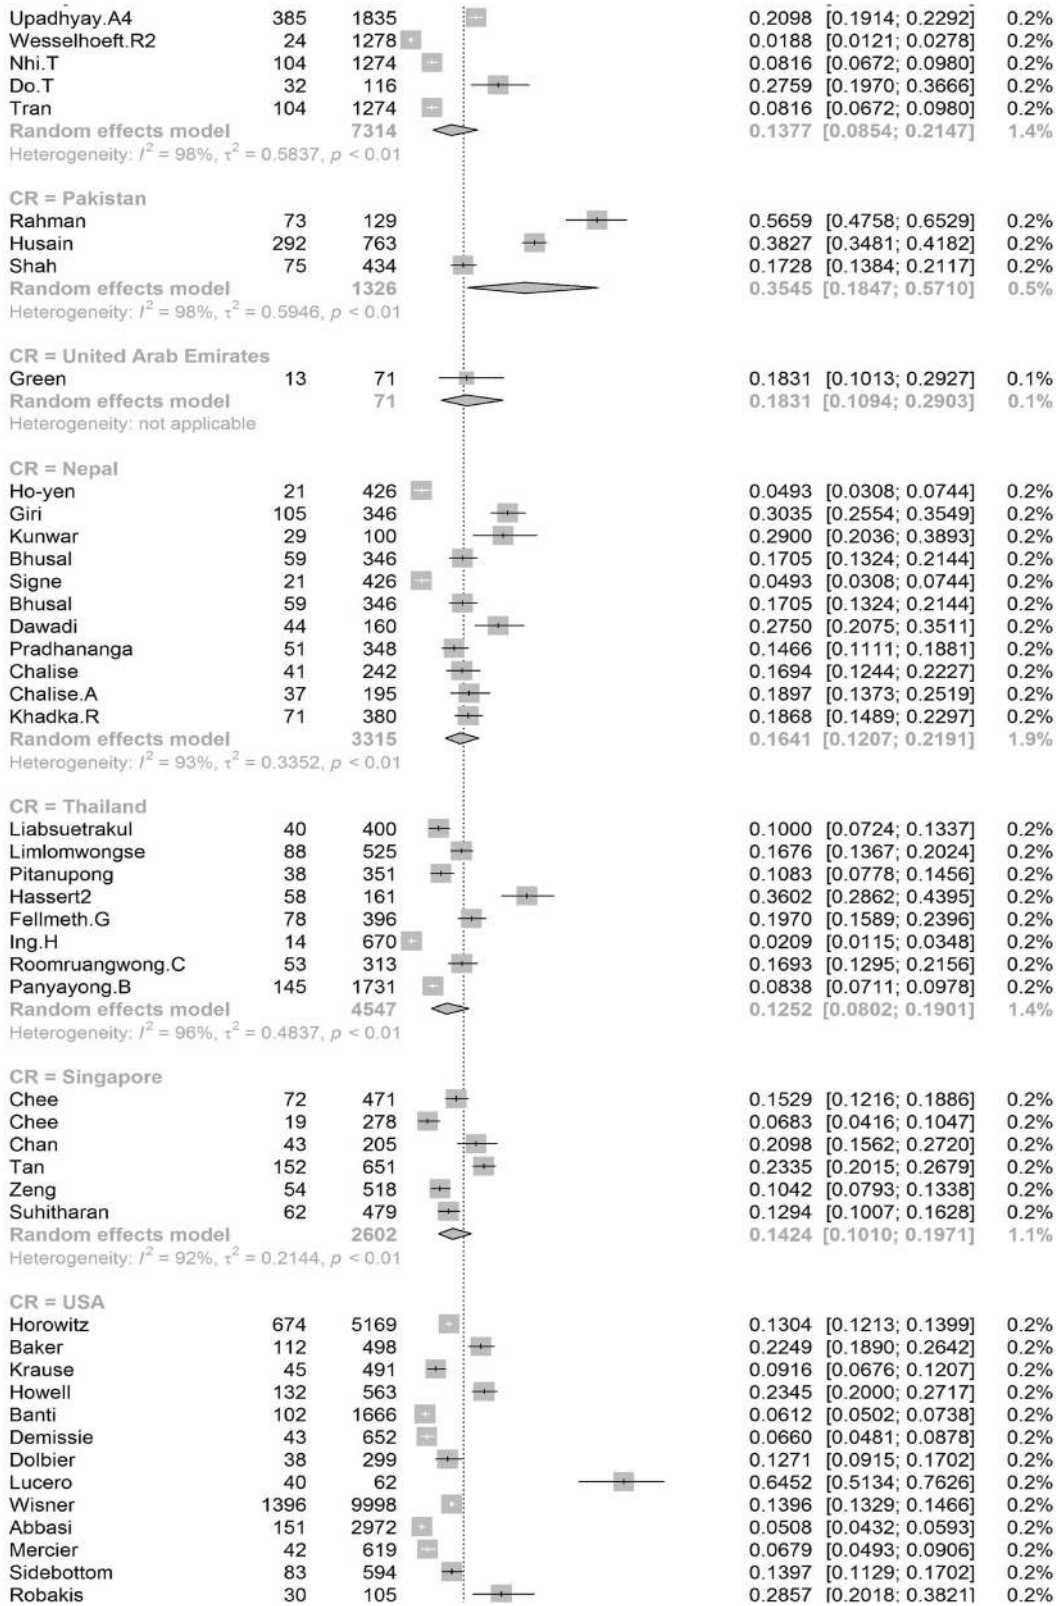 Upadhyay.A4 385 1835 0.2098 [0.1914; 0.2292] 0.2%
Wesselhoeft.R2 24 1278 0.0188 [0.0121; 0.0278] 0.2%
Nhi.T 104 1274 0.0816 [0.0672; 0.0980] 0.2%
Do.T 32 116 0.2759 [0.1970; 0.3666] 0.2%
Tran 104 1274 0.0816 [0.0672; 0.0980] 0.2%
Random effects model 7314 0.1377 [0.0854; 0.2147] 1.4%
Heterogeneity: I² = 98%, τ² = 0.5837, p < 0.01
CR = Pakistan
Rahman 73 129 0.5659 [0.4758; 0.6529] 0.2%
Husain 292 763 0.3827 [0.3481; 0.4182] 0.2%
Shah 75 434 0.1728 [0.1384; 0.2117] 0.2%
Random effects model 1326 0.3545 [0.1847; 0.5710] 0.5%
Heterogeneity: I² = 98%, τ² = 0.5946, p < 0.01
CR = United Arab Emirates
Green 13 71 0.1831 [0.1013; 0.2927] 0.1%
Random effects model 71 0.1831 [0.1094; 0.2903] 0.1%
Heterogeneity: not applicable
CR = Nepal
Ho-yen 21 426 0.0493 [0.0308; 0.0744] 0.2%
Giri 105 346 0.3035 [0.2554; 0.3549] 0.2%
Kunwar 29 100 0.2900 [0.2036; 0.3893] 0.2%
Bhusal 59 346 0.1705 [0.1324; 0.2144] 0.2%
Signe 21 426 0.0493 [0.0308; 0.0744] 0.2%
Bhusal 59 346 0.1705 [0.1324; 0.2144] 0.2%
Dawadi 44 160 0.2750 [0.2075; 0.3511] 0.2%
Pradhananga 51 348 0.1466 [0.1111; 0.1881] 0.2%
Chalise 41 242 0.1694 [0.1244; 0.2227] 0.2%
Chalise.A 37 195 0.1897 [0.1373; 0.2519] 0.2%
Khadka.R 71 380 0.1868 [0.1489; 0.2297] 0.2%
Random effects model 3315 0.1641 [0.1207; 0.2191] 1.9%
Heterogeneity: I² = 93%, τ² = 0.3352, p < 0.01
CR = Thailand
Liabsuetrakul 40 400 0.1000 [0.0724; 0.1337] 0.2%
Limlomwongse 88 525 0.1676 [0.1367; 0.2024] 0.2%
Pitanupong 38 351 0.1083 [0.0778; 0.1456] 0.2%
Hassert2 58 161 0.3602 [0.2862; 0.4395] 0.2%
Fellmeth.G 78 396 0.1970 [0.1589; 0.2396] 0.2%
Ing.H 14 670 0.0209 [0.0115; 0.0348] 0.2%
Roomruangwong.C 53 313 0.1693 [0.1295; 0.2156] 0.2%
Panyayong.B 145 1731 0.0838 [0.0711; 0.0978] 0.2%
Random effects model 4547 0.1252 [0.0802; 0.1901] 1.4%
Heterogeneity: I² = 96%, τ² = 0.4837, p < 0.01
CR = Singapore
Chee 72 471 0.1529 [0.1216; 0.1886] 0.2%
Chee 19 278 0.0683 [0.0416; 0.1047] 0.2%
Chan 43 205 0.2098 [0.1562; 0.2720] 0.2%
Tan 152 651 0.2335 [0.2015; 0.2679] 0.2%
Zeng 54 518 0.1042 [0.0793; 0.1338] 0.2%
Suhitharan 62 479 0.1294 [0.1007; 0.1628] 0.2%
Random effects model 2602 0.1424 [0.1010; 0.1971] 1.1%
Heterogeneity: I² = 92%, τ² = 0.2144, p < 0.01
CR = USA
Horowitz 674 5169 0.1304 [0.1213; 0.1399] 0.2%
Baker 112 498 0.2249 [0.1890; 0.2642] 0.2%
Krause 45 491 0.0916 [0.0676; 0.1207] 0.2%
Howell 132 563 0.2345 [0.2000; 0.2717] 0.2%
Banti 102 1666 0.0612 [0.0502; 0.0738] 0.2%
Demissie 43 652 0.0660 [0.0481; 0.0878] 0.2%
Dolbier 38 299 0.1271 [0.0915; 0.1702] 0.2%
Lucero 40 62 0.6452 [0.5134; 0.7626] 0.2%
Wisner 1396 9998 0.1396 [0.1329; 0.1466] 0.2%
Abbasi 151 2972 0.0508 [0.0432; 0.0593] 0.2%
Mercier 42 619 0.0679 [0.0493; 0.0906] 0.2%
Sidebottom 83 594 0.1397 [0.1129; 0.1702] 0.2%
Robakis 30 105 0.2857 [0.2018; 0.3821] 0.2%